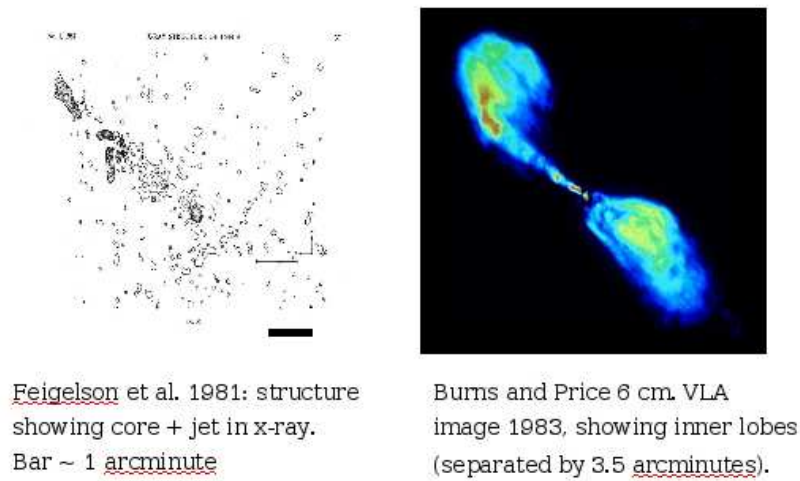 Feigelson et al. 1981: structure
showing core + jet in x-ray.
Bar ~ 1 arcminute
Burns and Price 6 cm. VLA
image 1983, showing inner lobes
(separated by 3.5 arcminutes).